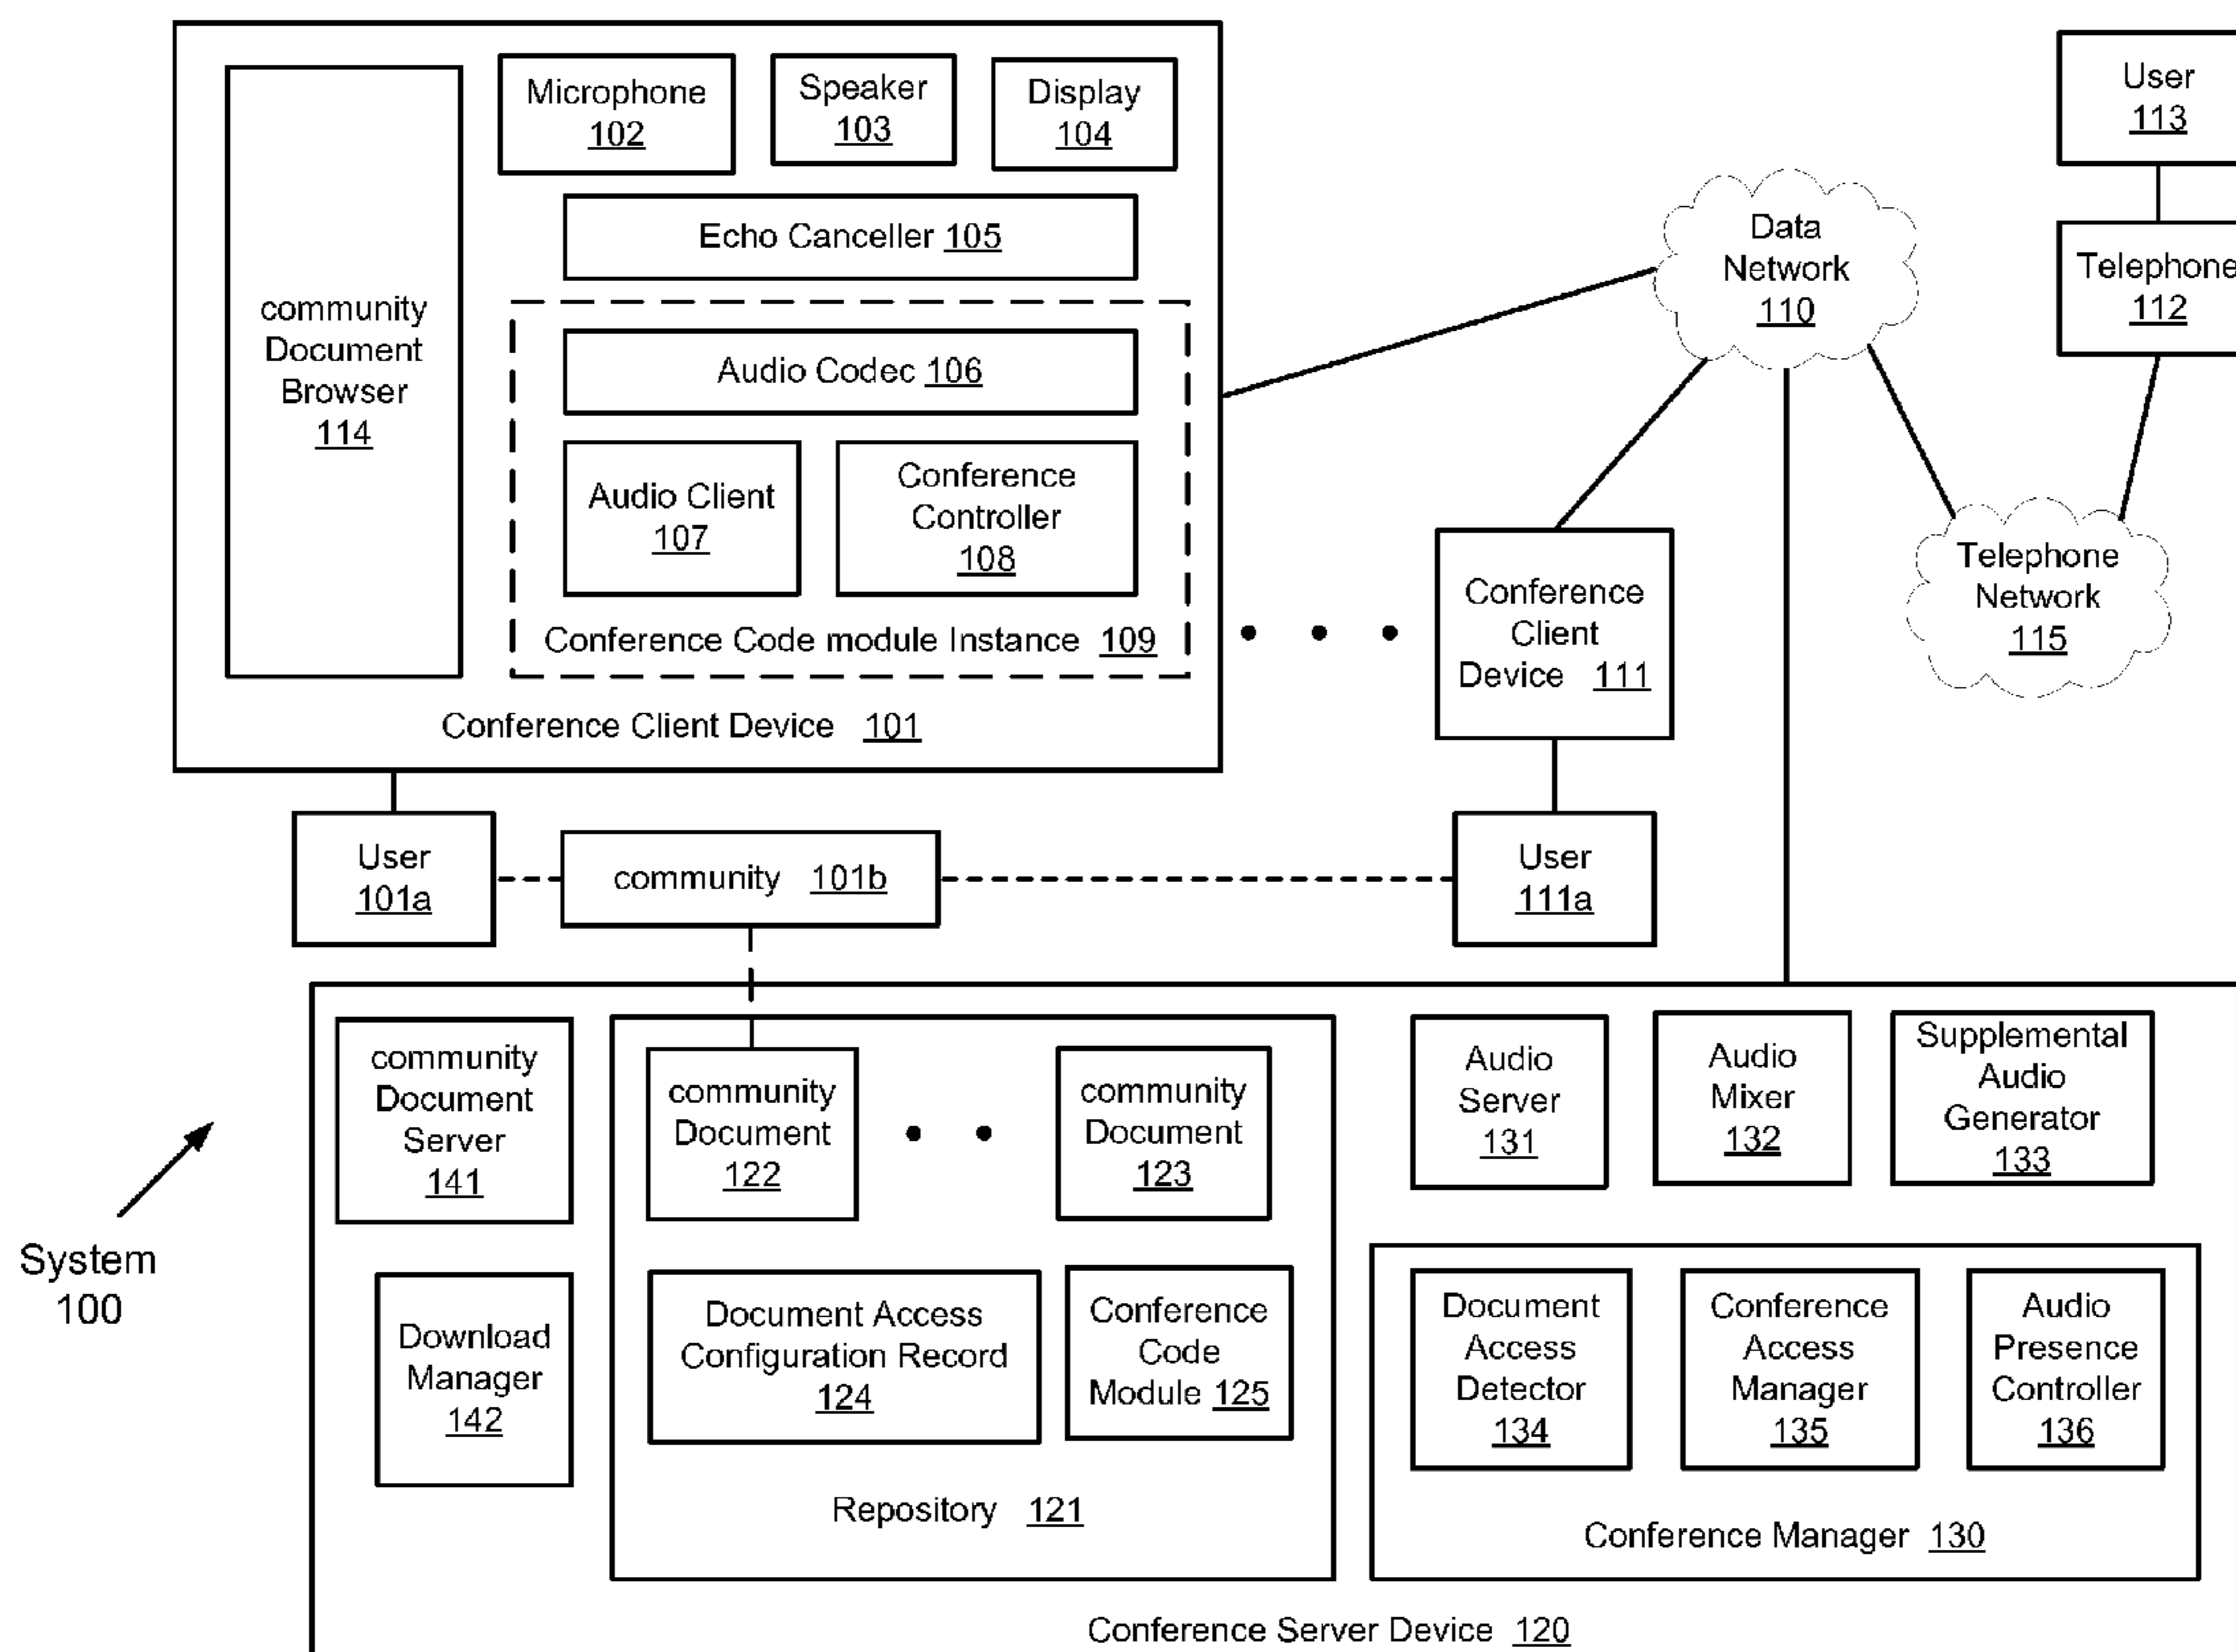 Microphone
102
Speaker
103
Display
104
User
113
community
Document
Browser
114
Echo Canceller 105
Audio Codec 106
Audio Client
107
Conference
Controller
108
Conference Code module Instance 109
Conference Client Device 101
Data
Network
110
Telephone
112
Telephone
Network
115
Conference
Client
Device 111
User
101a
community 101b
User
111a
System
100
community
Document
Server
141
Download
Manager
142
community
Document
122
community
Document
123
Document Access
Configuration Record
124
Conference
Code
Module 125
Repository 121
Audio
Server
131
Audio
Mixer
132
Supplemental
Audio
Generator
133
Document
Access
Detector
134
Conference
Access
Manager
135
Audio
Presence
Controller
136
Conference Manager 130
Conference Server Device 120